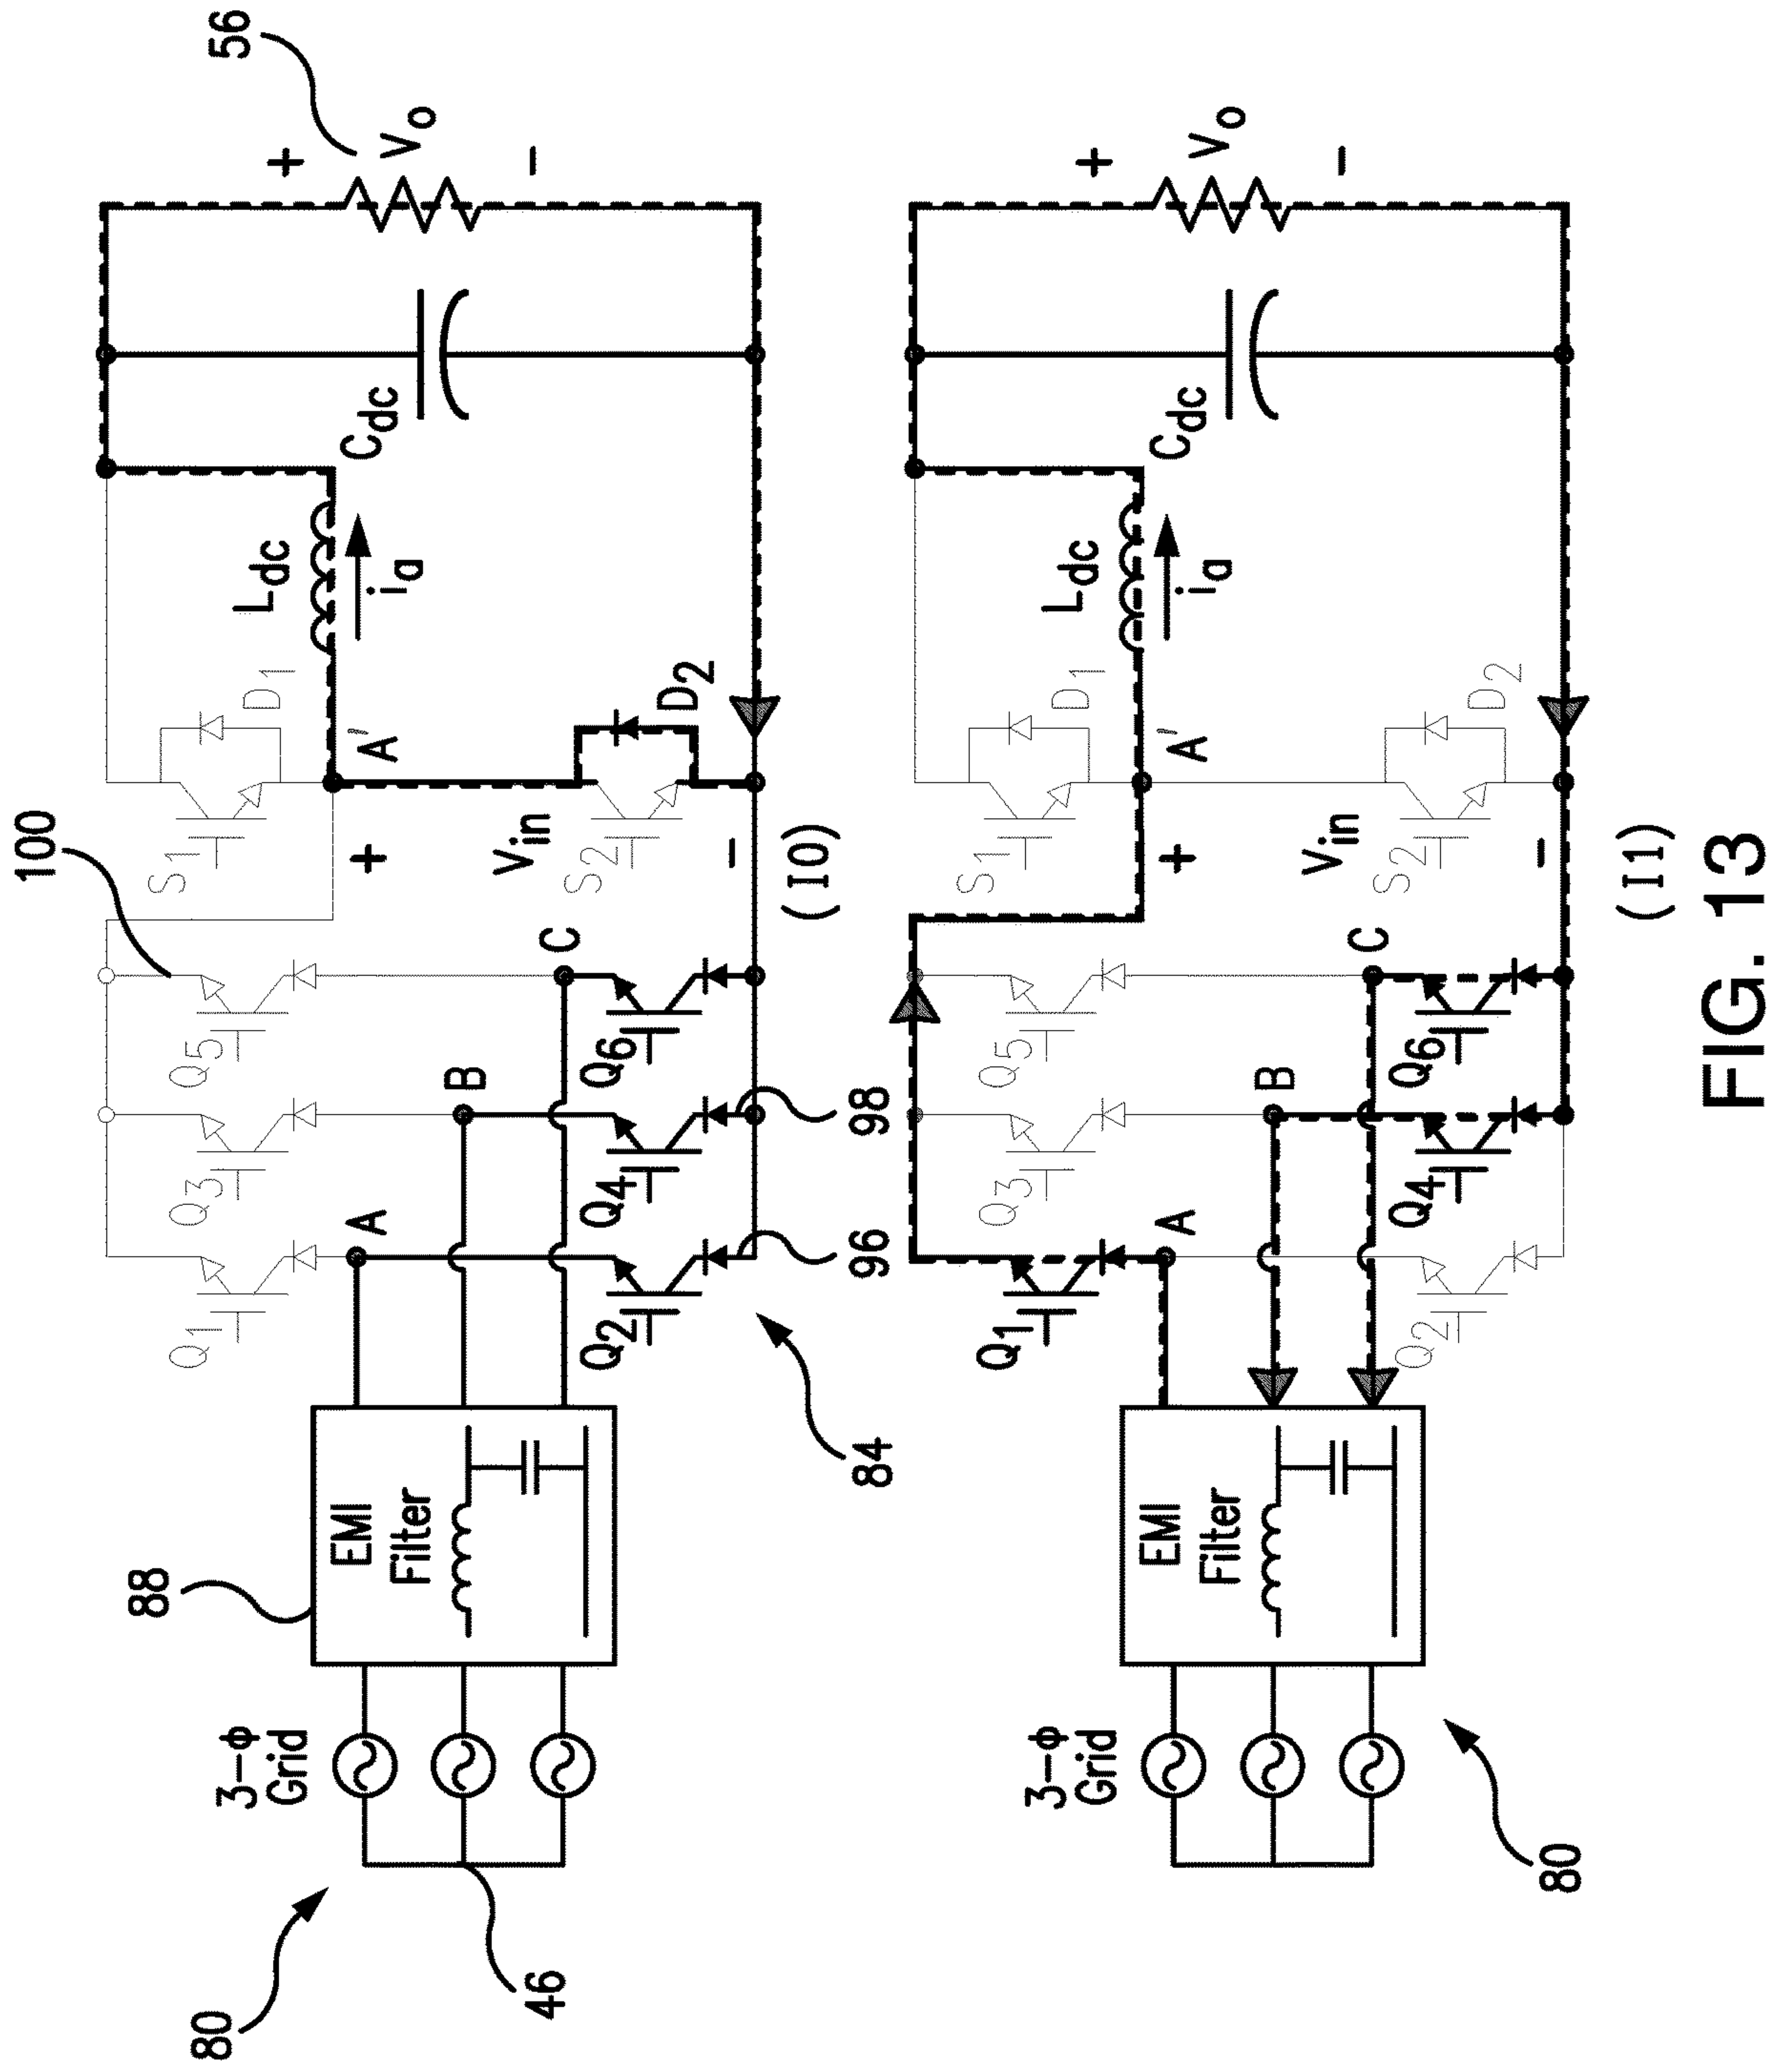 80
46
3-ϕ
Grid
88
EMI
Filter
84
A
B
C
Q1
Q3
Q5
Q2
Q4
Q6
96
98
100
S1
D1
+
Vin
-
A'
S2
D2
Ldc
ia
Cdc
+
Vo
-
56
(I0)
80
3-ϕ
Grid
EMI
Filter
A
B
C
Q1
Q3
Q5
Q2
Q4
Q6
S1
D1
+
Vin
-
A'
S2
D2
Ldc
ia
Cdc
+
Vo
-
(I1)
FIG. 13